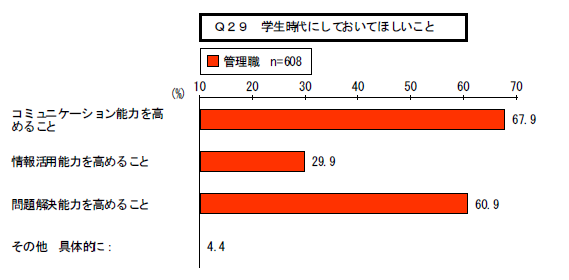 Q29 学生時代にしておいてほしいこと
管理職 n=608
(%)
10 20 30 40 50 60 70
コミュニケーション能力を高
めること
67.9
情報活用能力を高めること
29.9
問題解決能力を高めること
60.9
その他 具体的に:
4.4